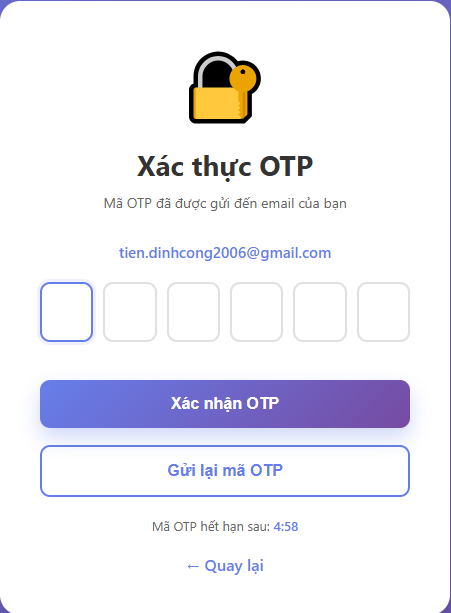 Xác thực OTP
Mã OTP đã được gửi đến email của bạn
tien.dinhcong2006@gmail.com
Xác nhận OTP
Gửi lại mã OTP
Mã OTP hết hạn sau: 4:58
← Quay lại